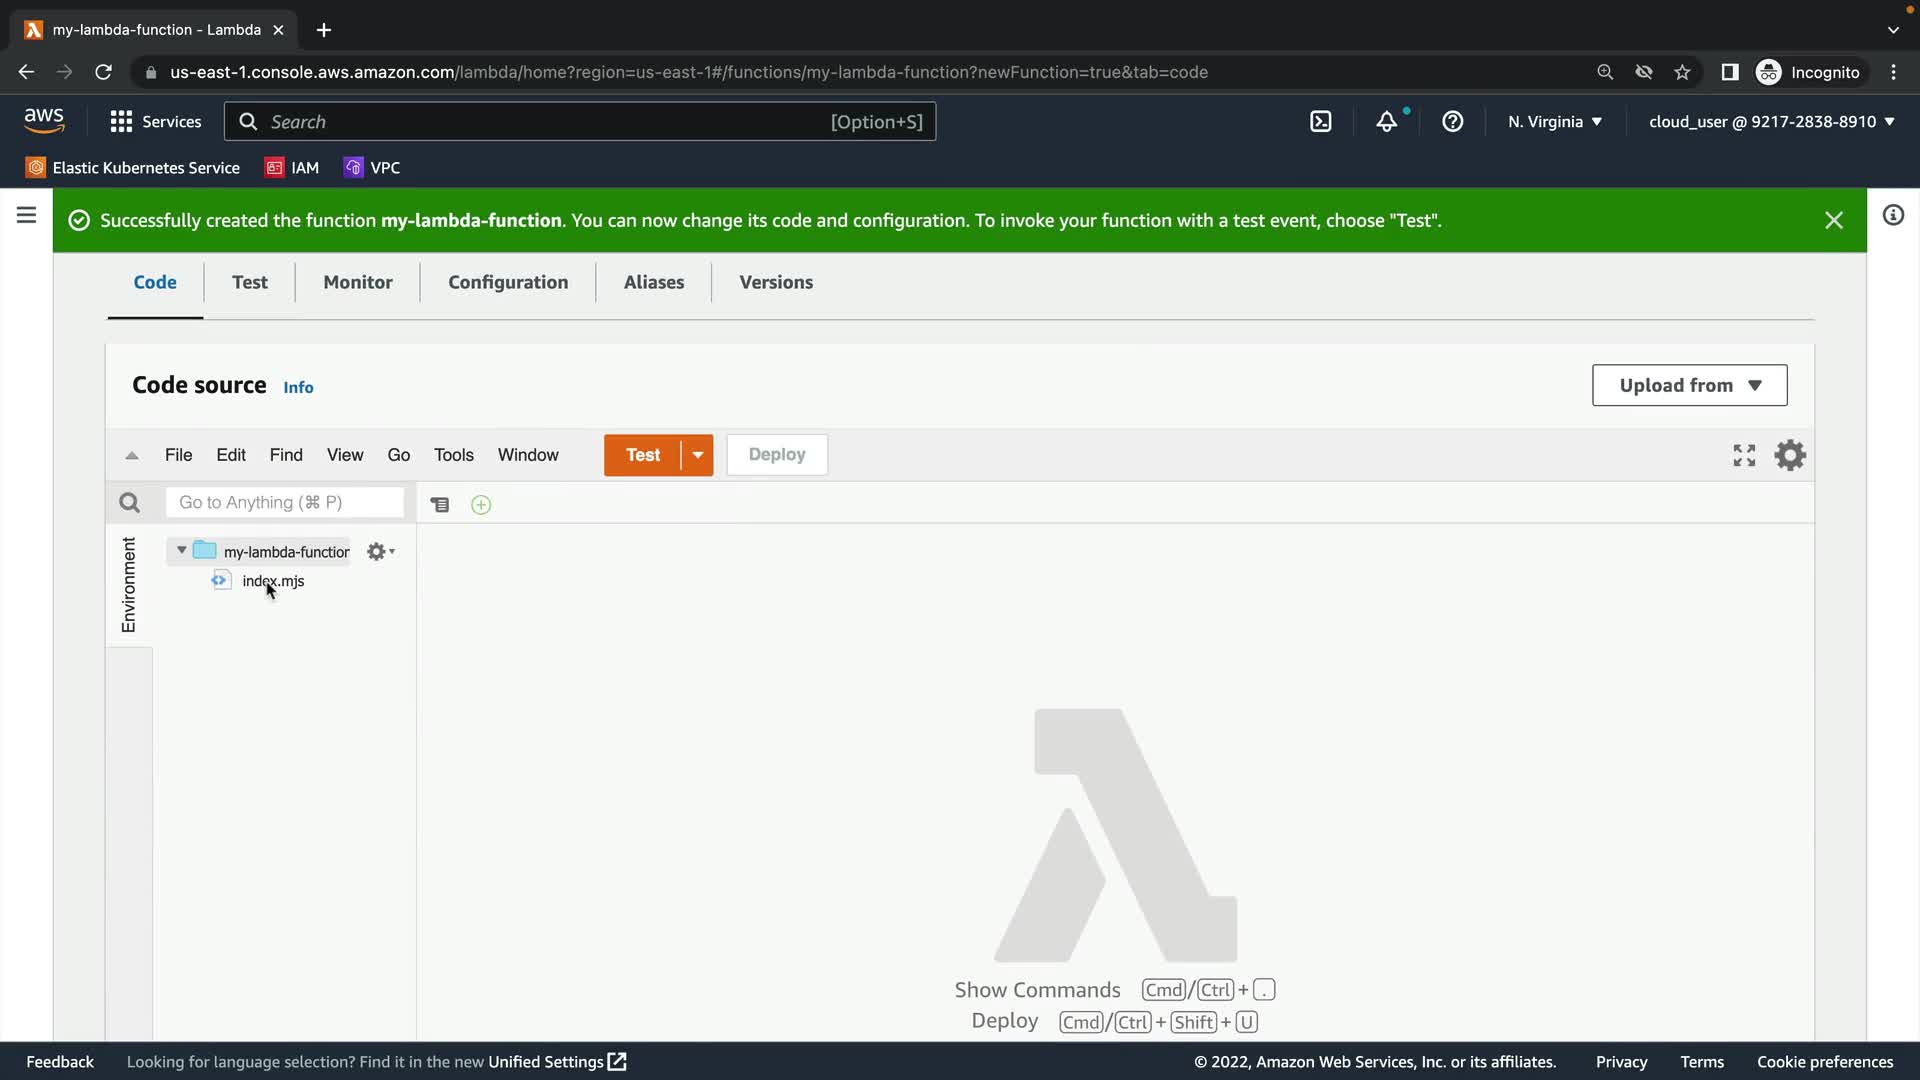 my-lambda-function - Lambda
us-east-1.console.aws.amazon.com/lambda/home?region=us-east-1#/functions/my-lambda-function?newFunction=true&tab=code
Incognito
aws
Services
Search
[Option+S]
N. Virginia
cloud_user @ 9217-2838-8910
Elastic Kubernetes Service
IAM
VPC
Successfully created the function my-lambda-function. You can now change its code and configuration. To invoke your function with a test event, choose "Test".
Code
Test
Monitor
Configuration
Aliases
Versions
Code source
Info
Upload from
File
Edit
Find
View
Go
Tools
Window
Test
Deploy
Go to Anything (⌘ P)
Environment
my-lambda-function
index.mjs
Show Commands Cmd/Ctrl + .
Deploy Cmd/Ctrl + Shift + U
Feedback
Looking for language selection? Find it in the new Unified Settings
© 2022, Amazon Web Services, Inc. or its affiliates.
Privacy
Terms
Cookie preferences